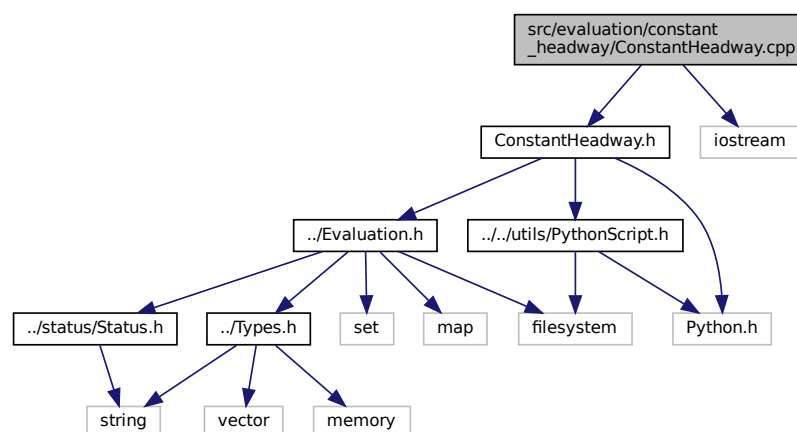 src/evaluation/constant
_headway/ConstantHeadway.cpp
ConstantHeadway.h
iostream
../Evaluation.h
../../utils/PythonScript.h
../status/Status.h
../Types.h
set
map
filesystem
Python.h
string
vector
memory